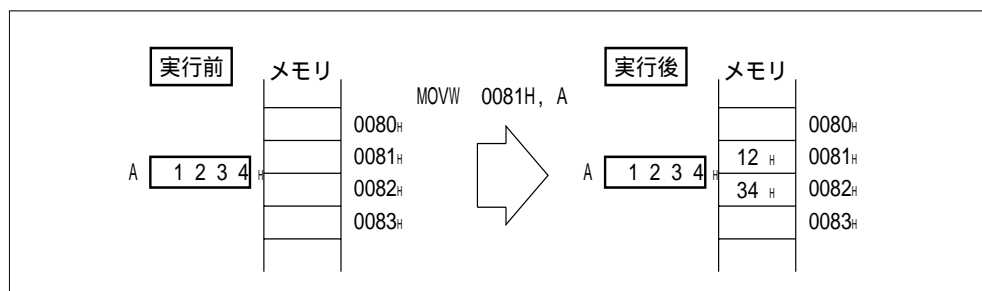 実行前 メモリ 実行後 メモリ
MOVW 0081H, A
0080H 0080H
A 1 2 3 4 H 0081H A 1 2 3 4 H 12 H 0081H
0082H 34 H 0082H
0083H 0083H